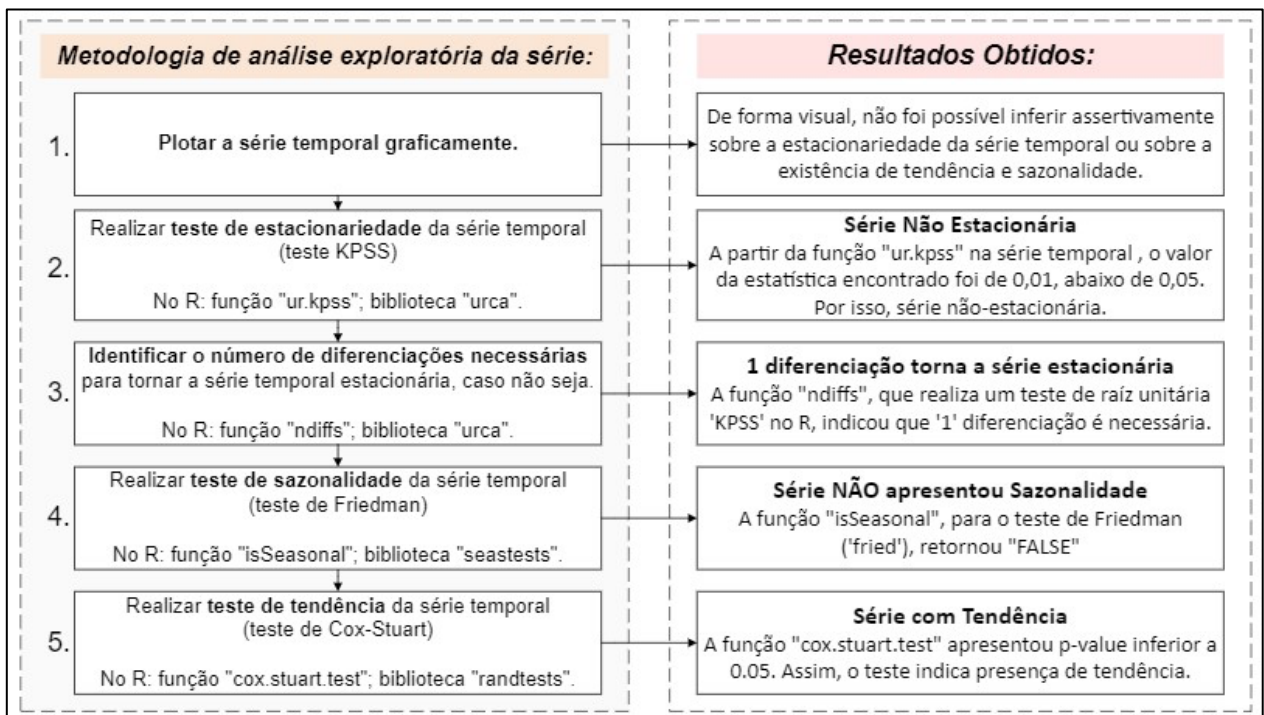 Metodologia de análise exploratória da série:
Resultados Obtidos:
1.
Plotar a série temporal graficamente.
De forma visual, não foi possível inferir assertivamente
sobre a estacionariedade da série temporal ou sobre a
existência de tendência e sazonalidade.
2.
Realizar teste de estacionariedade da série temporal
(teste KPSS)
No R: função "ur.kpss"; biblioteca "urca".
Série Não Estacionária
A partir da função "ur.kpss" na série temporal , o valor
da estatística encontrado foi de 0,01, abaixo de 0,05.
Por isso, série não-estacionária.
3.
Identificar o número de diferenciações necessárias
para tornar a série temporal estacionária, caso não seja.
No R: função "ndiffs"; biblioteca "urca".
1 diferenciação torna a série estacionária
A função "ndiffs", que realiza um teste de raíz unitária
'KPSS' no R, indicou que '1' diferenciação é necessária.
4.
Realizar teste de sazonalidade da série temporal
(teste de Friedman)
No R: função "isSeasonal"; biblioteca "seastests".
Série NÃO apresentou Sazonalidade
A função "isSeasonal", para o teste de Friedman
('fried'), retornou "FALSE"
5.
Realizar teste de tendência da série temporal
(teste de Cox-Stuart)
No R: função "cox.stuart.test"; biblioteca "randtests".
Série com Tendência
A função "cox.stuart.test" apresentou p-value inferior a
0.05. Assim, o teste indica presença de tendência.